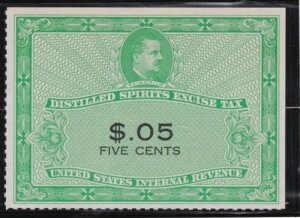 DISTILLED SPIRITS EXCISE TAX
$.05
FIVE CENTS
UNITED STATES INTERNAL REVENUE